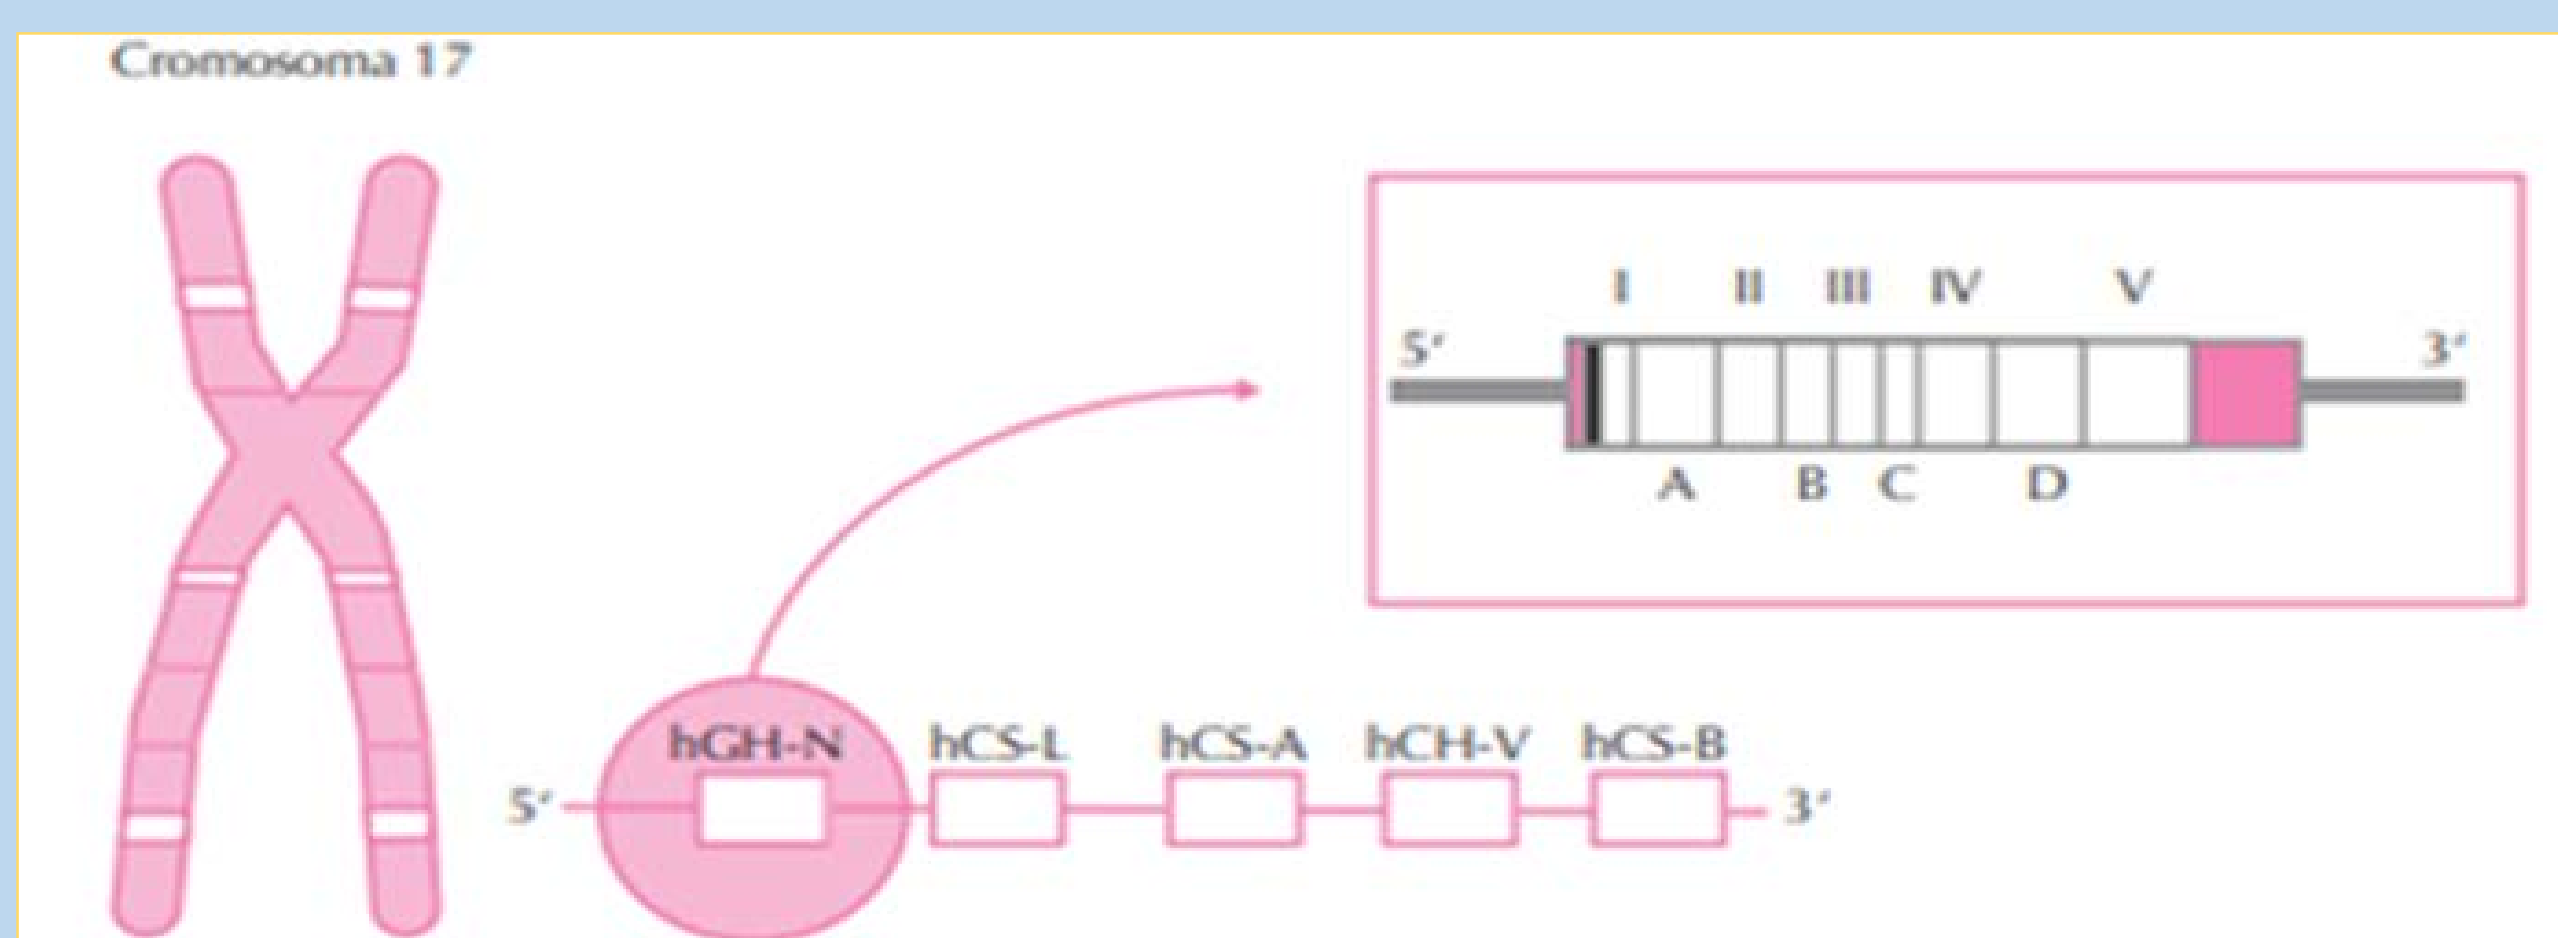 Cromosoma 17
I II III IV V
5' 3'
A B C D
hGH-N hCS-L hCS-A hCH-V hCS-B
5' 3'